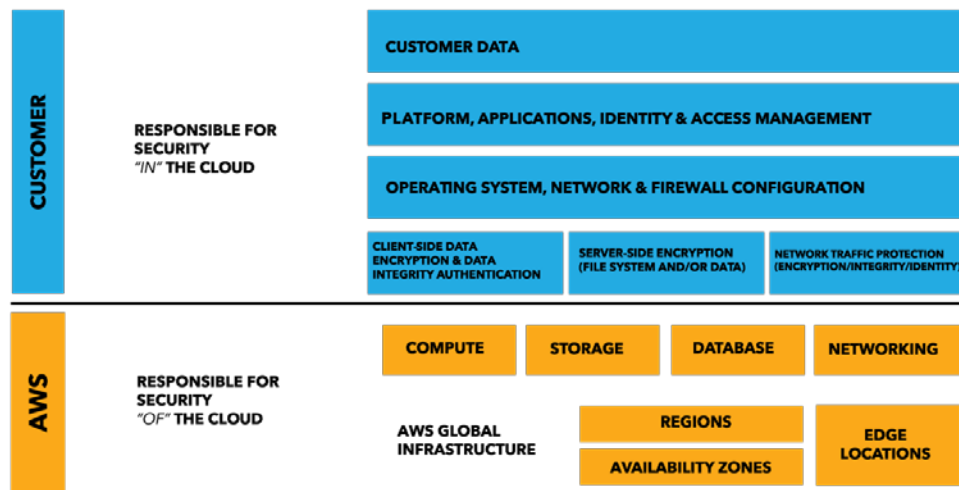 CUSTOMER
RESPONSIBLE FOR
SECURITY
"IN" THE CLOUD
CUSTOMER DATA
PLATFORM, APPLICATIONS, IDENTITY & ACCESS MANAGEMENT
OPERATING SYSTEM, NETWORK & FIREWALL CONFIGURATION
CLIENT-SIDE DATA
ENCRYPTION & DATA
INTEGRITY AUTHENTICATION
SERVER-SIDE ENCRYPTION
(FILE SYSTEM AND/OR DATA)
NETWORK TRAFFIC PROTECTION
(ENCRYPTION/INTEGRITY/IDENTITY)
AWS
RESPONSIBLE FOR
SECURITY
"OF" THE CLOUD
COMPUTE
STORAGE
DATABASE
NETWORKING
AWS GLOBAL
INFRASTRUCTURE
REGIONS
AVAILABILITY ZONES
EDGE
LOCATIONS